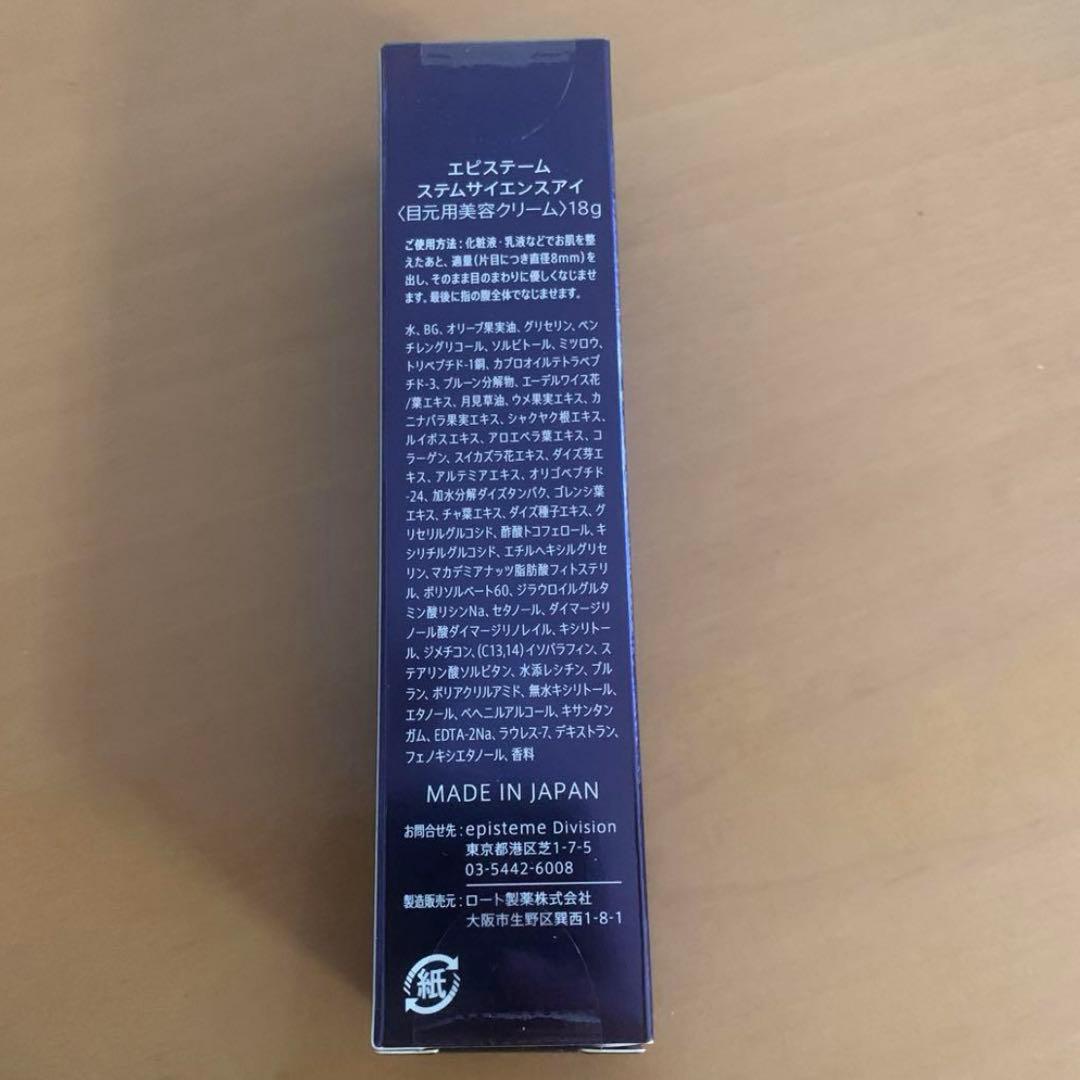 エピステーム
ステムサイエンスアイ
〈目元用美容クリーム〉18g
ご使用方法：化粧液・乳液などでお肌を整
えたあと、適量(片目につき直径8mm)を
出し、そのまま目のまわりに優しくなじませ
ます。最後に指の腹全体でなじませます。
水、BG、オリーブ果実油、グリセリン、ペン
チレングリコール、ソルビトール、ミツロウ、
トリペプチド-1銅、カプロオイルテトラペプ
チド-3、プルーン分解物、エーデルワイス花
/葉エキス、月見草油、ウメ果実エキス、カ
ニナバラ果実エキス、シャクヤク根エキス、
ルイボスエキス、アロエベラ葉エキス、コ
ラーゲン、スイカズラ花エキス、ダイズ芽エ
キス、アルテミアエキス、オリゴペプチド
-24、加水分解ダイズタンパク、ゴレンシ葉
エキス、チャ葉エキス、ダイズ種子エキス、グ
リセリルグルコシド、酢酸トコフェロール、キ
シリチルグルコシド、エチルヘキシルグリセ
リン、マカデミアナッツ脂肪酸フィトステリ
ル、ポリソルベート60、ジラウロイルグルタ
ミン酸リシンNa、セタノール、ダイマージリ
ノール酸ダイマージリノレイル、キシリトー
ル、ジメチコン、(C13,14)イソパラフィン、ス
テアリン酸ソルビタン、水添レシチン、プル
ラン、ポリアクリルアミド、無水キシリトール、
エタノール、ベヘニルアルコール、キサンタン
ガム、EDTA-2Na、ラウレス-7、デキストラン、
フェノキシエタノール、香料
MADE IN JAPAN
お問合せ先：episteme Division
東京都港区芝1-7-5
03-5442-6008
製造販売元：ロート製薬株式会社
大阪市生野区巽西1-8-1
紙